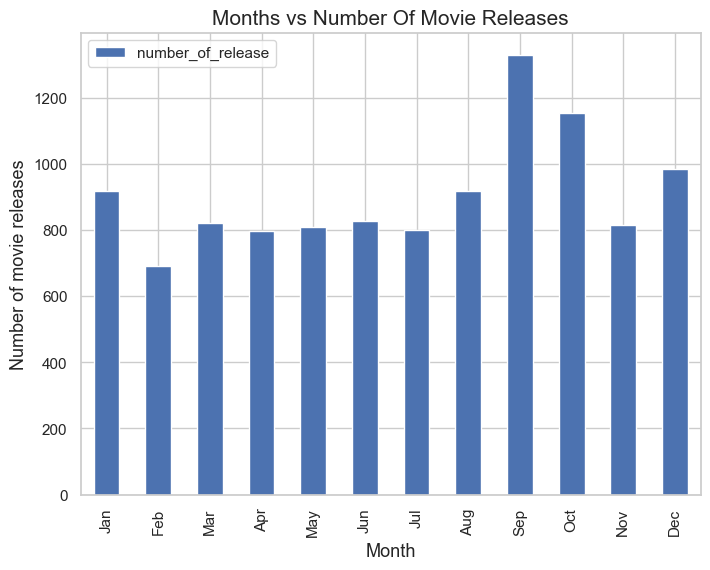 Months vs Number Of Movie Releases
number_of_release
Number of movie releases
1200
1000
800
600
400
200
0
Jan
Feb
Mar
Apr
May
Jun
Jul
Aug
Sep
Oct
Nov
Dec
Month